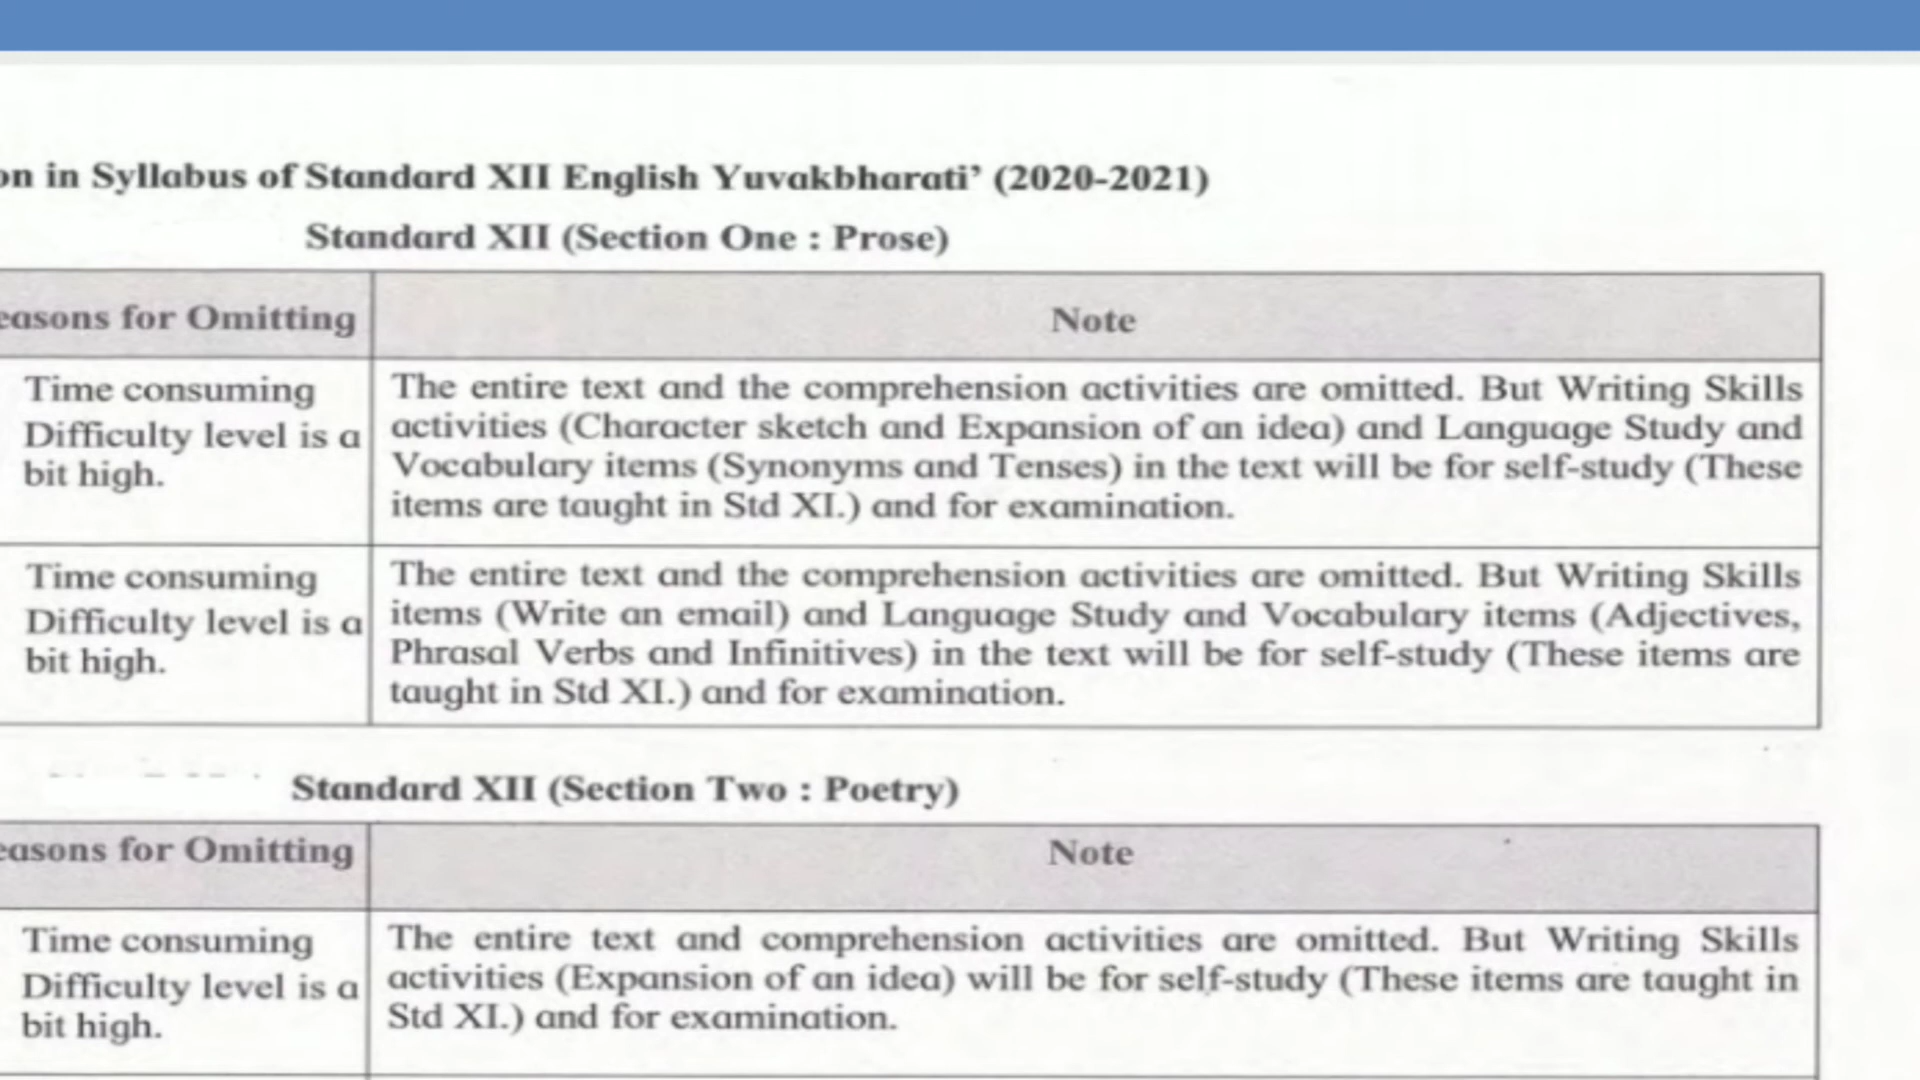 on in Syllabus of Standard XII English Yuvakbharati’ (2020-2021)
Standard XII (Section One : Prose)
easons for Omitting
Note
Time consuming
Difficulty level is a
bit high.
The entire text and the comprehension activities are omitted. But Writing Skills
activities (Character sketch and Expansion of an idea) and Language Study and
Vocabulary items (Synonyms and Tenses) in the text will be for self-study (These
items are taught in Std XI.) and for examination.
Time consuming
Difficulty level is a
bit high.
The entire text and the comprehension activities are omitted. But Writing Skills
items (Write an email) and Language Study and Vocabulary items (Adjectives,
Phrasal Verbs and Infinitives) in the text will be for self-study (These items are
taught in Std XI.) and for examination.
Standard XII (Section Two : Poetry)
easons for Omitting
Note
Time consuming
Difficulty level is a
bit high.
The entire text and comprehension activities are omitted. But Writing Skills
activities (Expansion of an idea) will be for self-study (These items are taught in
Std XI.) and for examination.